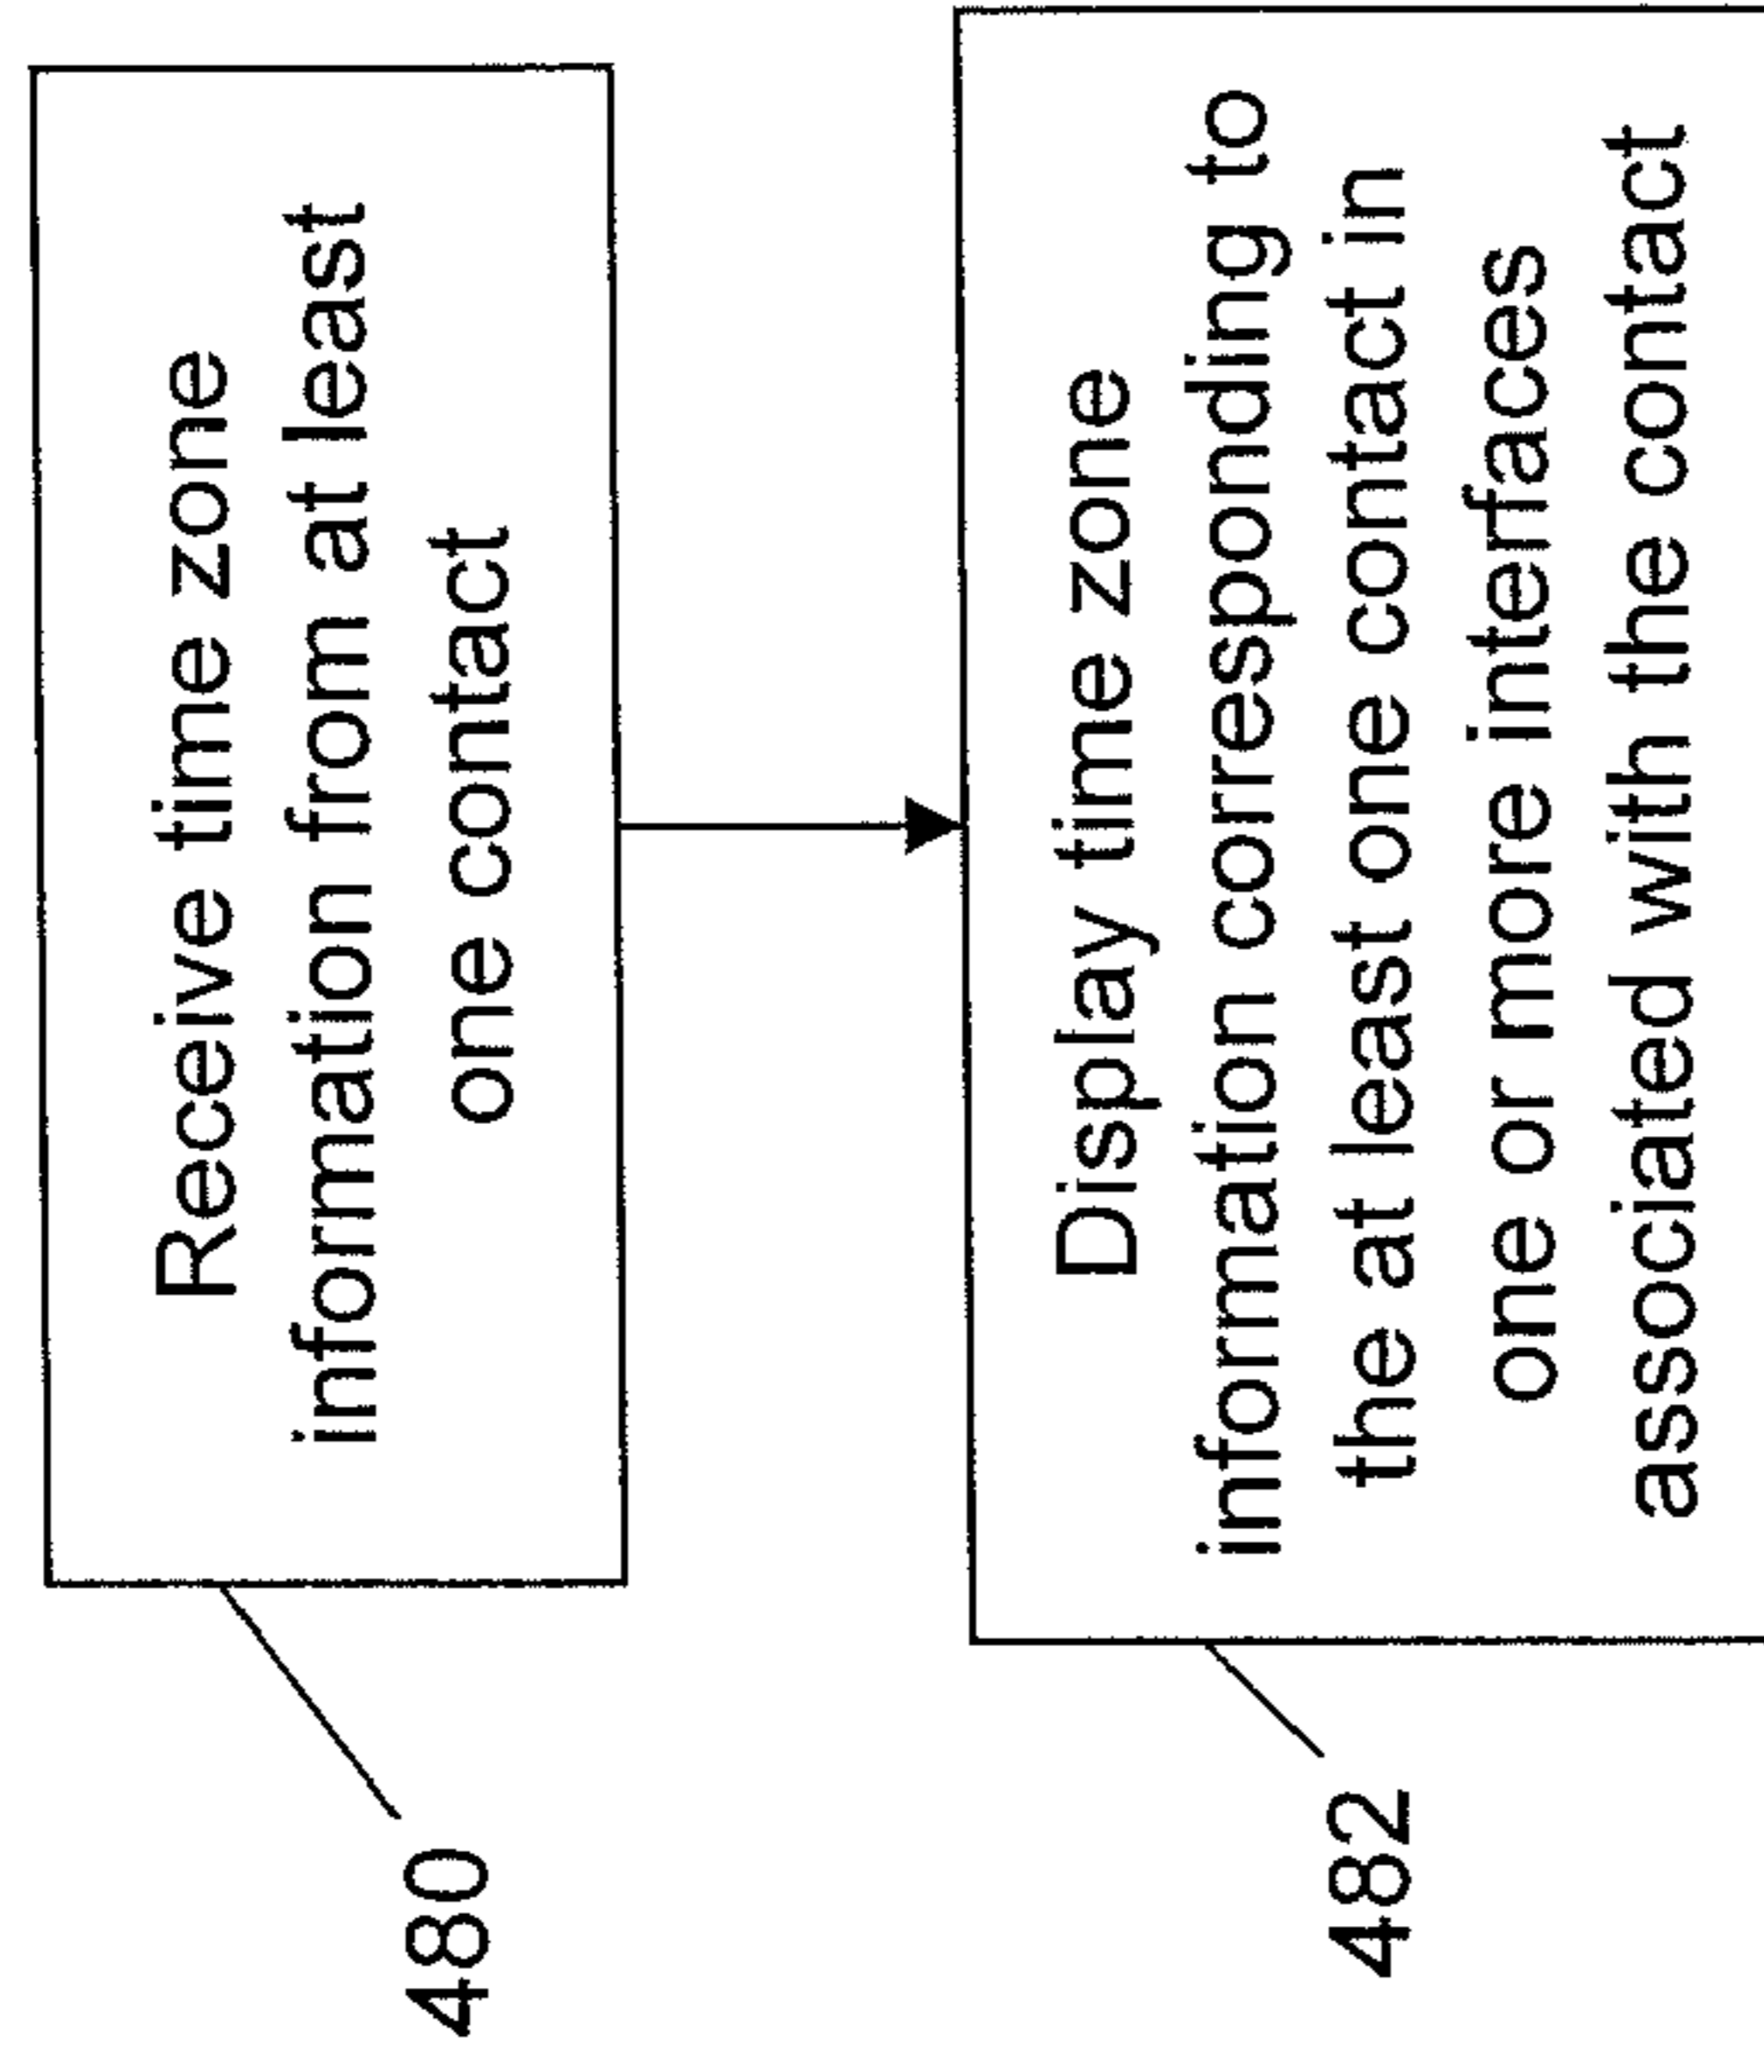 Receive time zone
information from at least
one contact
480
Display time zone
information corresponding to
the at least one contact in
one or more interfaces
associated with the contact
482